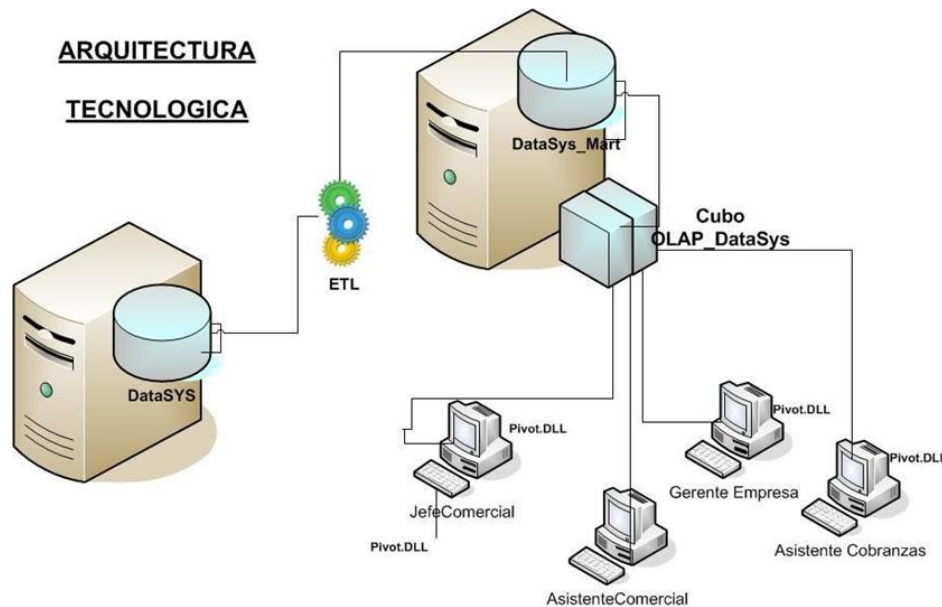 ARQUITECTURA
TECNOLOGICA
DataSys_Mart
Cubo
OLAP_DataSys
ETL
DataSYS
Pivot.DLL
Pivot.DLL
Pivot.DLL
Gerente Empresa
JefeComercial
Pivot.DLL
Asistente Cobranzas
AsistenteComercial